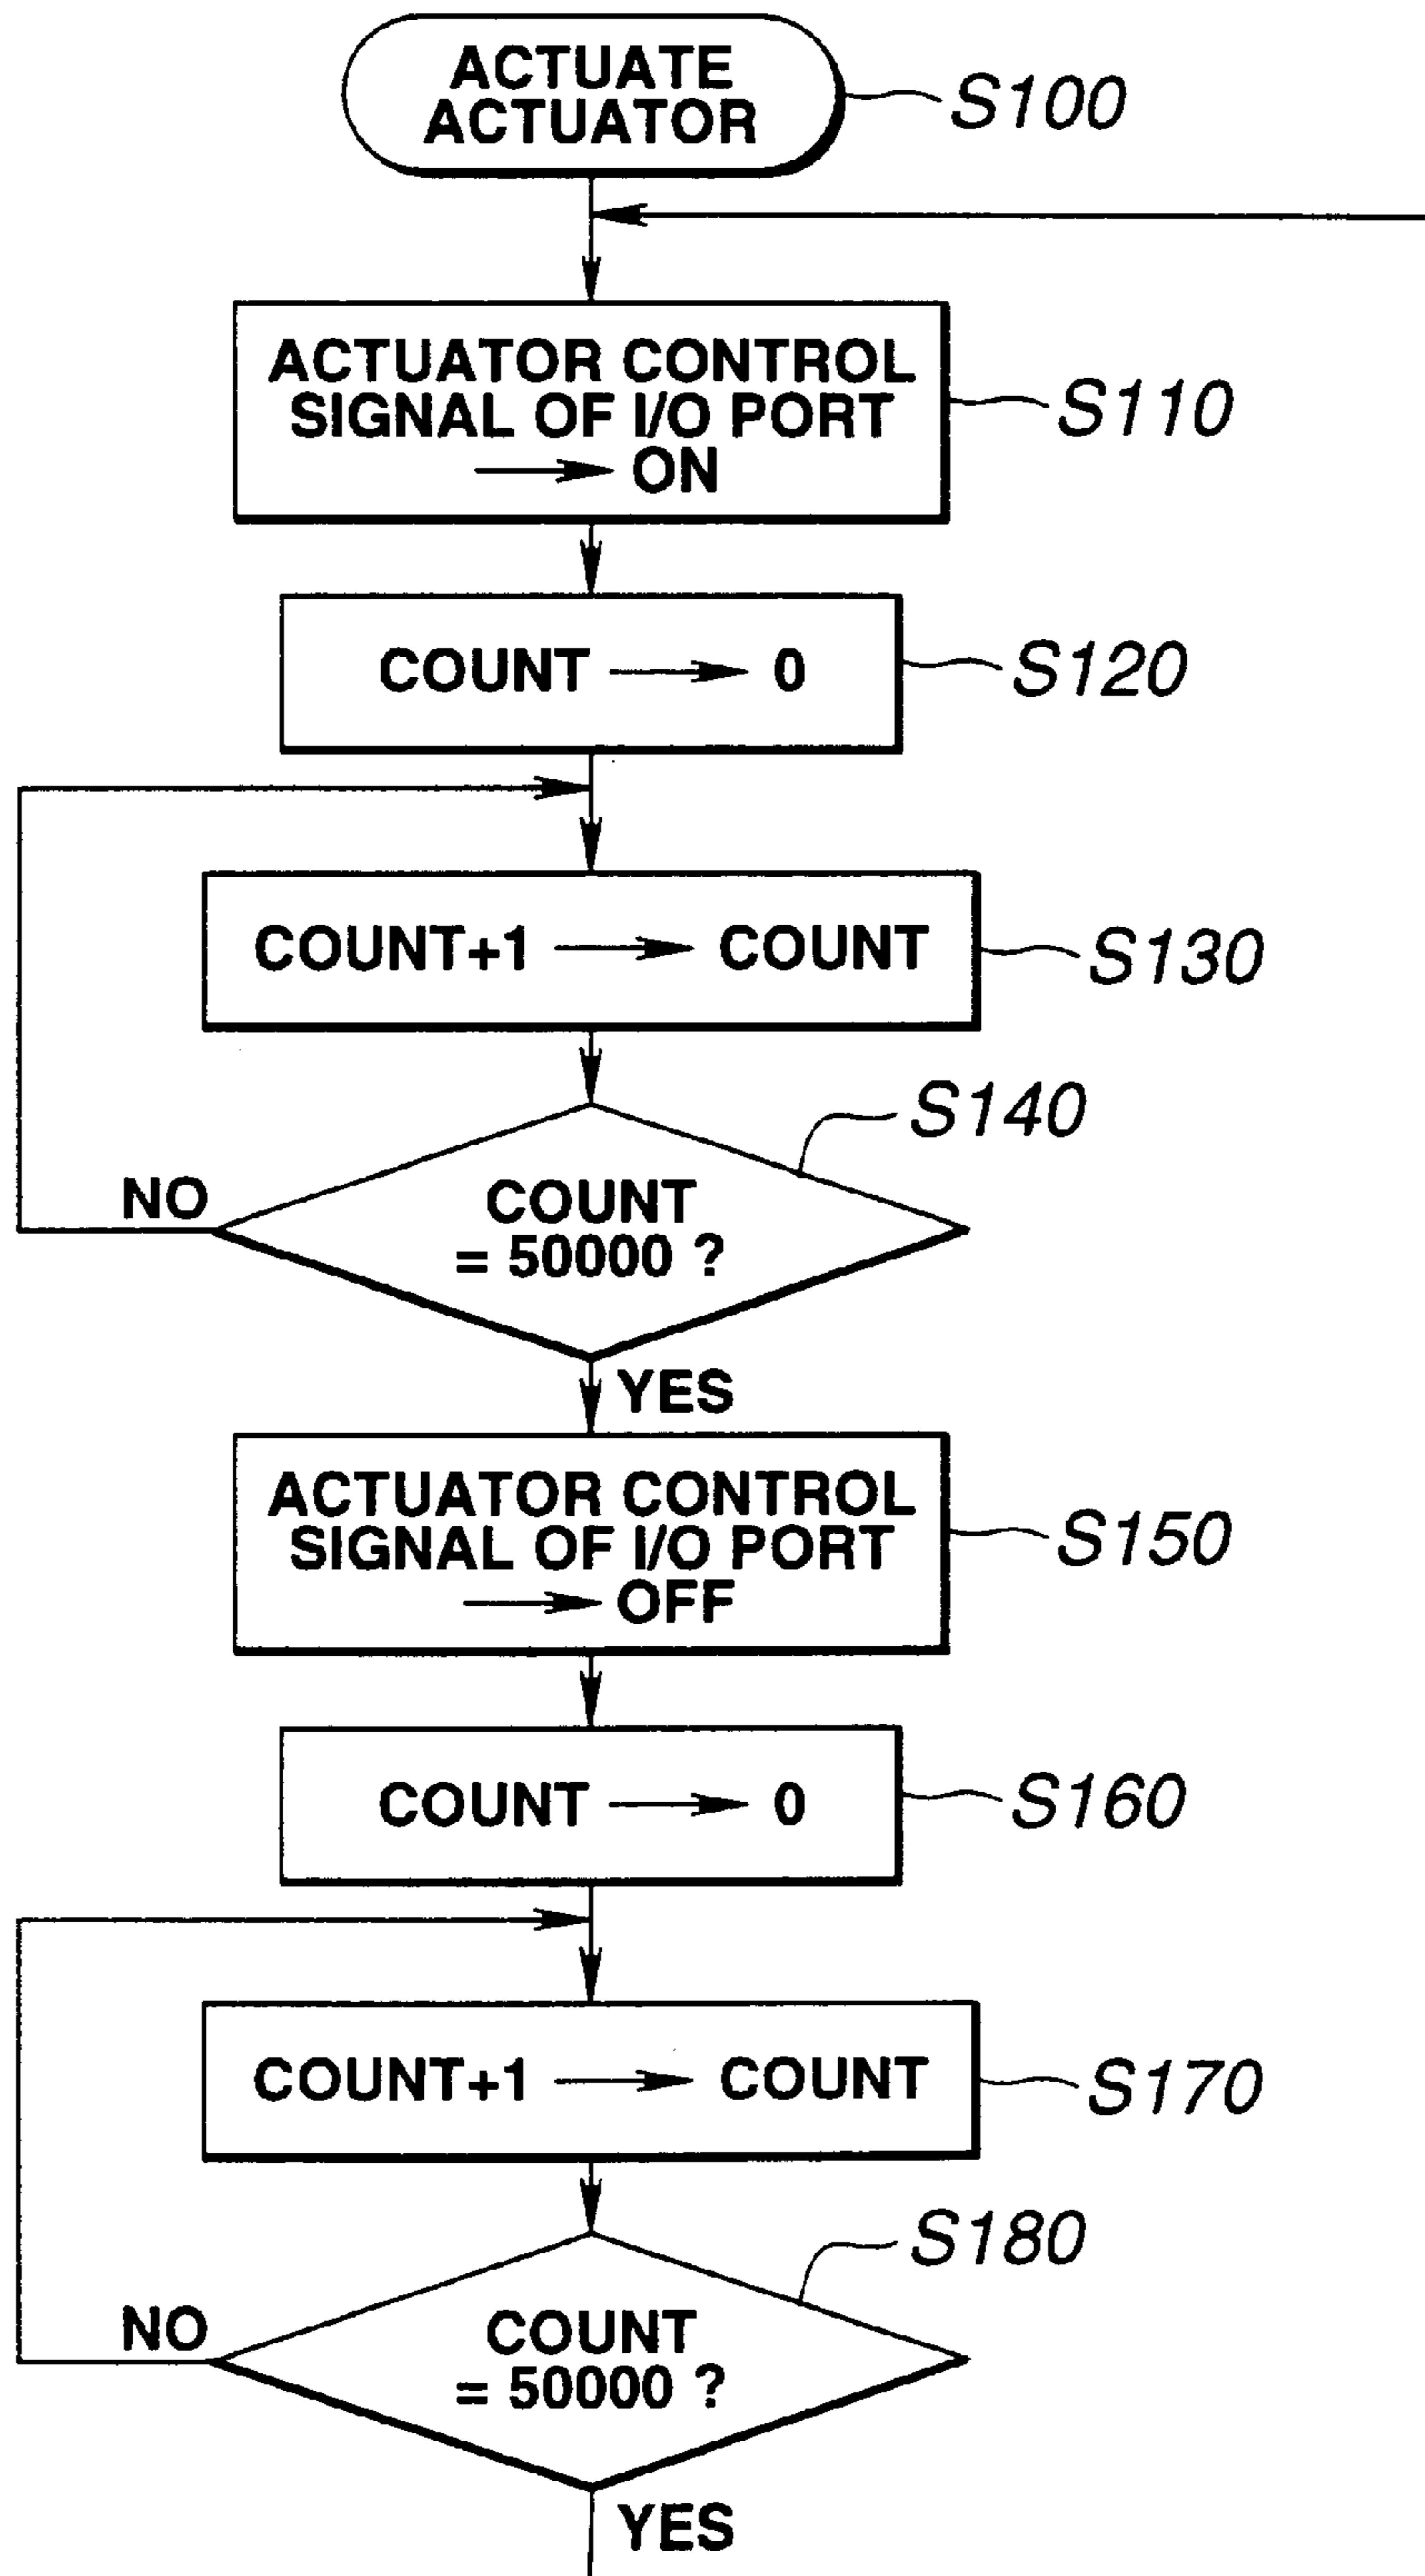 ACTUATE
ACTUATOR
S100
ACTUATOR CONTROL
SIGNAL OF I/O PORT
→ ON
S110
COUNT → 0
S120
COUNT+1 → COUNT
S130
S140
NO
COUNT
= 50000 ?
YES
ACTUATOR CONTROL
SIGNAL OF I/O PORT
→ OFF
S150
COUNT → 0
S160
COUNT+1 → COUNT
S170
S180
NO
COUNT
= 50000 ?
YES